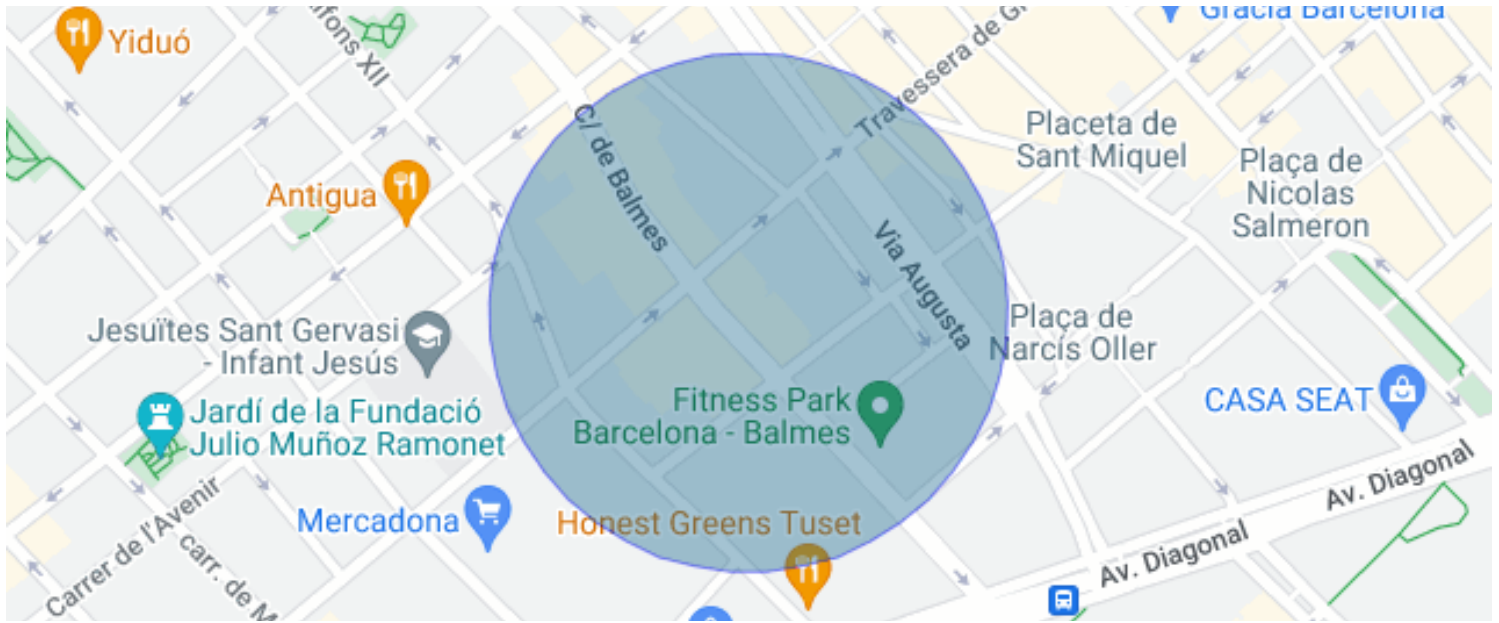 Yiduó
Alfons XII
Gràcia Barcelona
C/ de Balmes
Travessera de Gr
Placeta de
Sant Miquel
Plaça de
Nicolas
Salmeron
Antigua
Via Augusta
Jesuïtes Sant Gervasi
- Infant Jesús
Plaça de
Narcís Oller
Fitness Park
Barcelona - Balmes
CASA SEAT
Jardí de la Fundació
Julio Muñoz Ramonet
Mercadona
Honest Greens Tuset
Carrer de l'Avenir
carr. de M
Av. Diagonal
Av. Diagonal